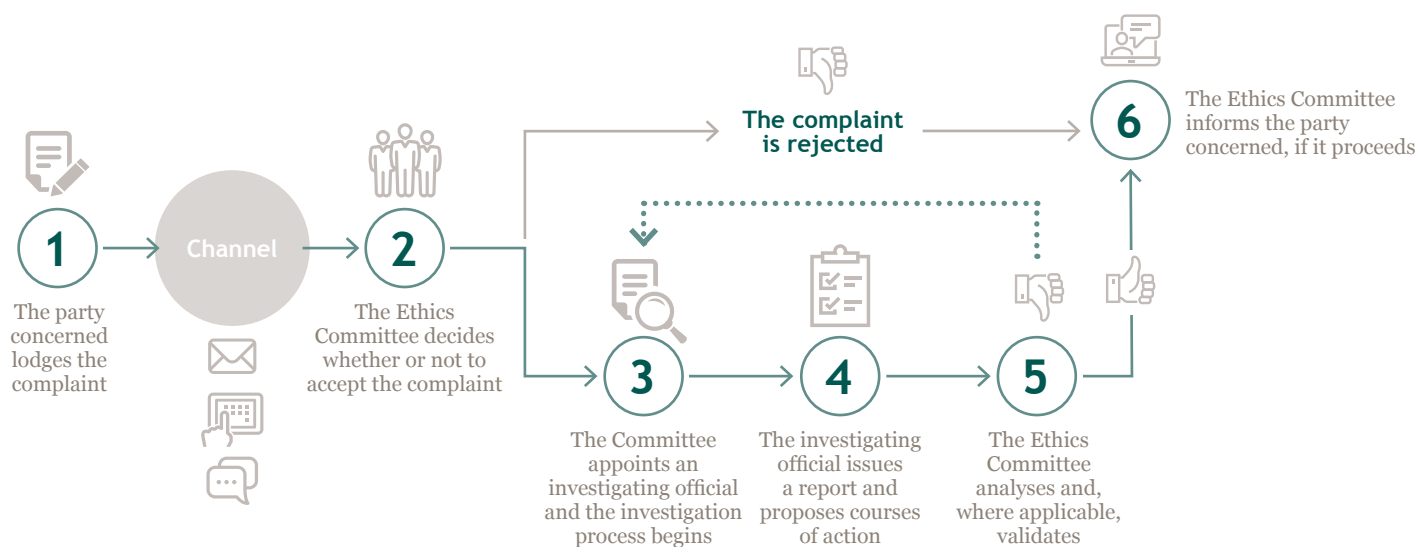 1
The party
concerned
lodges the
complaint
Channel
2
The Ethics
Committee decides
whether or not to
accept the complaint
The complaint
is rejected
3
The Committee
appoints an
investigating official
and the investigation
process begins
4
The investigating
official issues
a report and
proposes courses
of action
5
The Ethics
Committee
analyses and,
where applicable,
validates
6
The Ethics Committee
informs the party
concerned, if it proceeds